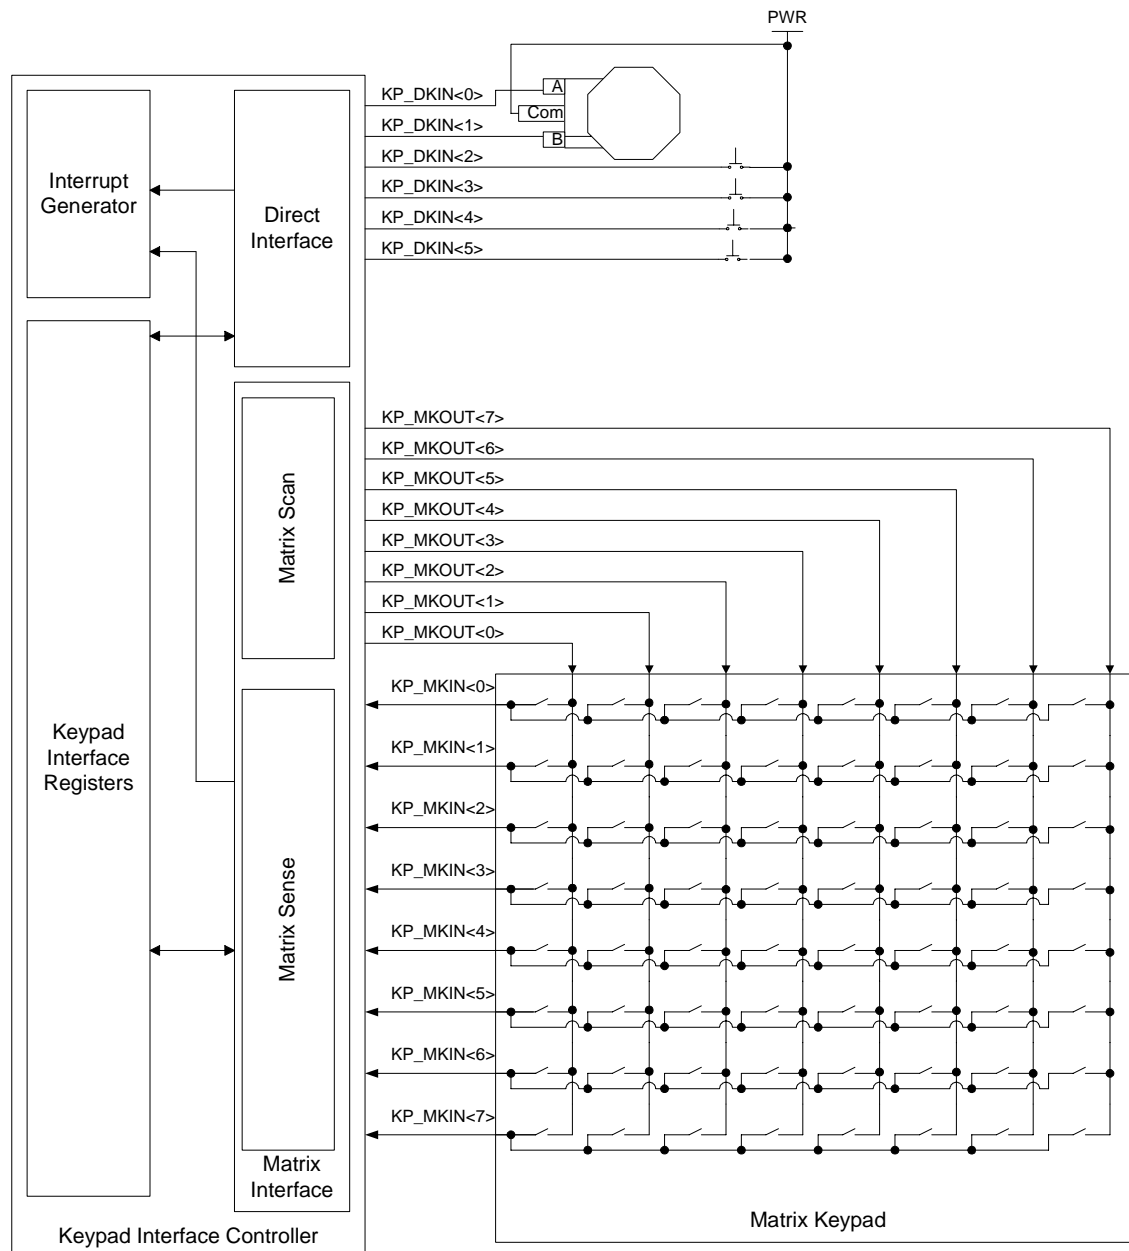 PWR
KP_DKIN<0>
A
Com
KP_DKIN<1>
B
KP_DKIN<2>
KP_DKIN<3>
KP_DKIN<4>
KP_DKIN<5>
Interrupt
Generator
Direct
Interface
KP_MKOUT<7>
KP_MKOUT<6>
KP_MKOUT<5>
KP_MKOUT<4>
KP_MKOUT<3>
KP_MKOUT<2>
KP_MKOUT<1>
KP_MKOUT<0>
Matrix Scan
KP_MKIN<0>
KP_MKIN<1>
KP_MKIN<2>
KP_MKIN<3>
KP_MKIN<4>
KP_MKIN<5>
KP_MKIN<6>
KP_MKIN<7>
Keypad
Interface
Registers
Matrix Sense
Matrix
Interface
Keypad Interface Controller
Matrix Keypad